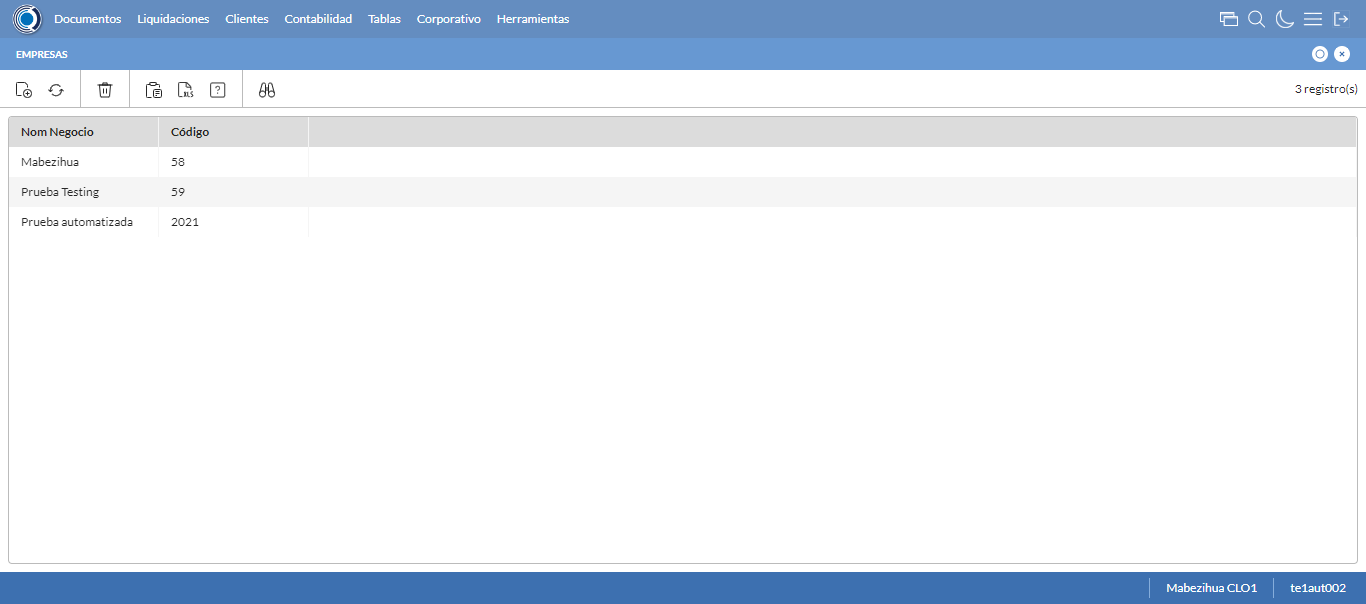 Documentos Liquidaciones Clientes Contabilidad Tablas Corporativo Herramientas
EMPRESAS
XLS ? 3 registro(s)
Nom Negocio Código
Mabezihua 58
Prueba Testing 59
Prueba automatizada 2021
Mabezihua CLO1 te1aut002